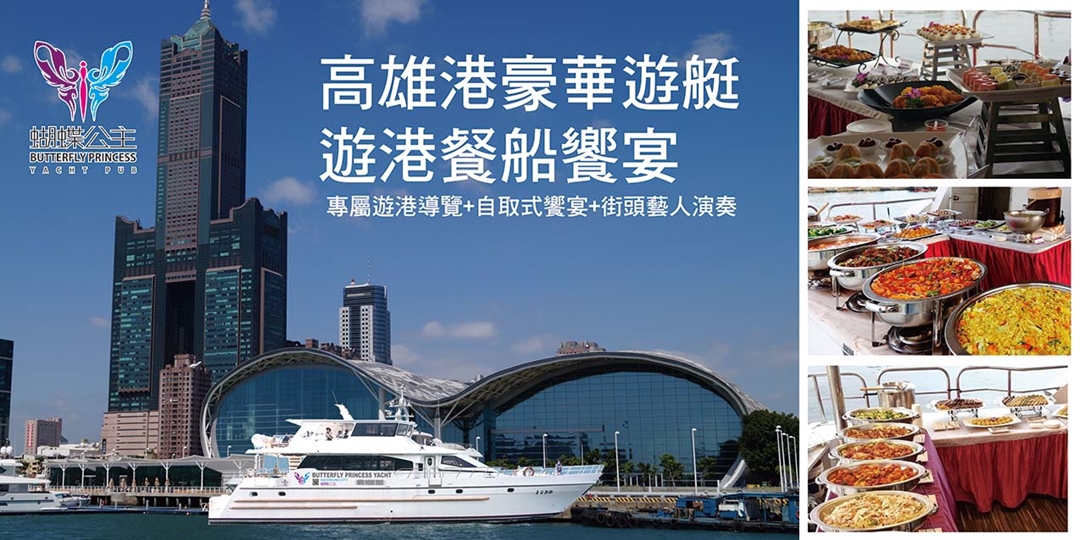 蝴蝶公主
BUTTERFLY PRINCESS
YACHT PUB
高雄港豪華遊艇
遊港餐船饗宴
專屬遊港導覽+自取式饗宴+街頭藝人演奏
BUTTERFLY PRINCESS YACHT